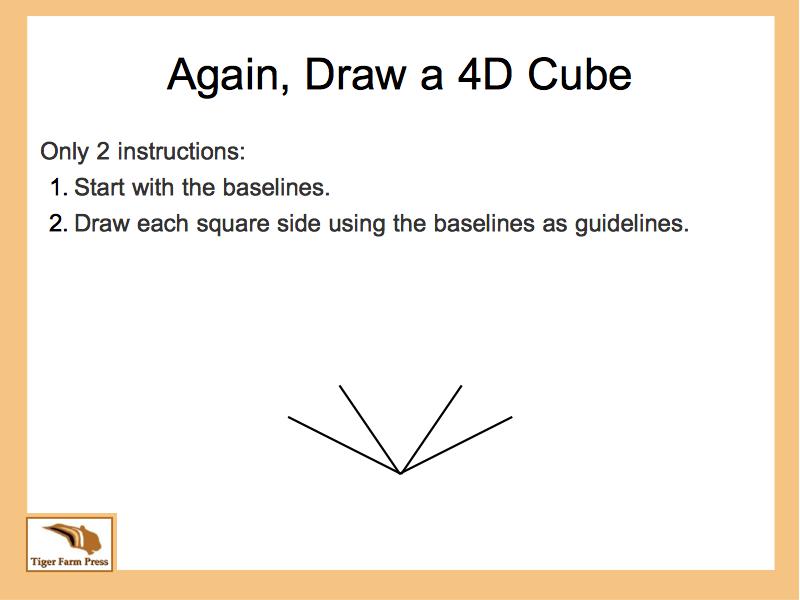 Again, Draw a 4D Cube
Only 2 instructions:
1. Start with the baselines.
2. Draw each square side using the baselines as guidelines.
Tiger Farm Press